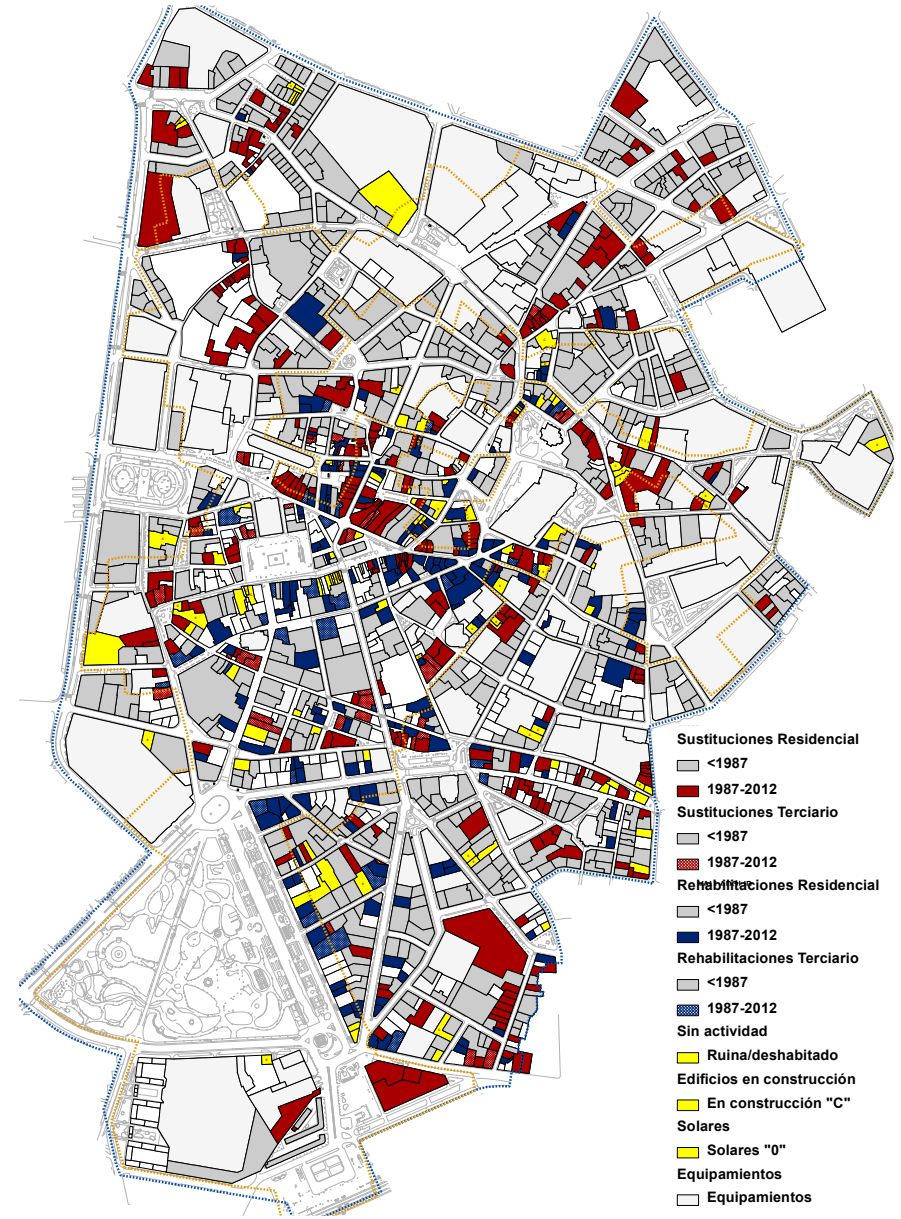 Sustituciones Residencial
<1987
1987-2012
Sustituciones Terciario
<1987
1987-2012
Rehabilitaciones Residencial
<1987
1987-2012
Rehabilitaciones Terciario
<1987
1987-2012
Sin actividad
Ruina/deshabitado
Edificios en construcción
En construcción "C"
Solares
Solares "0"
Equipamientos
Equipamientos